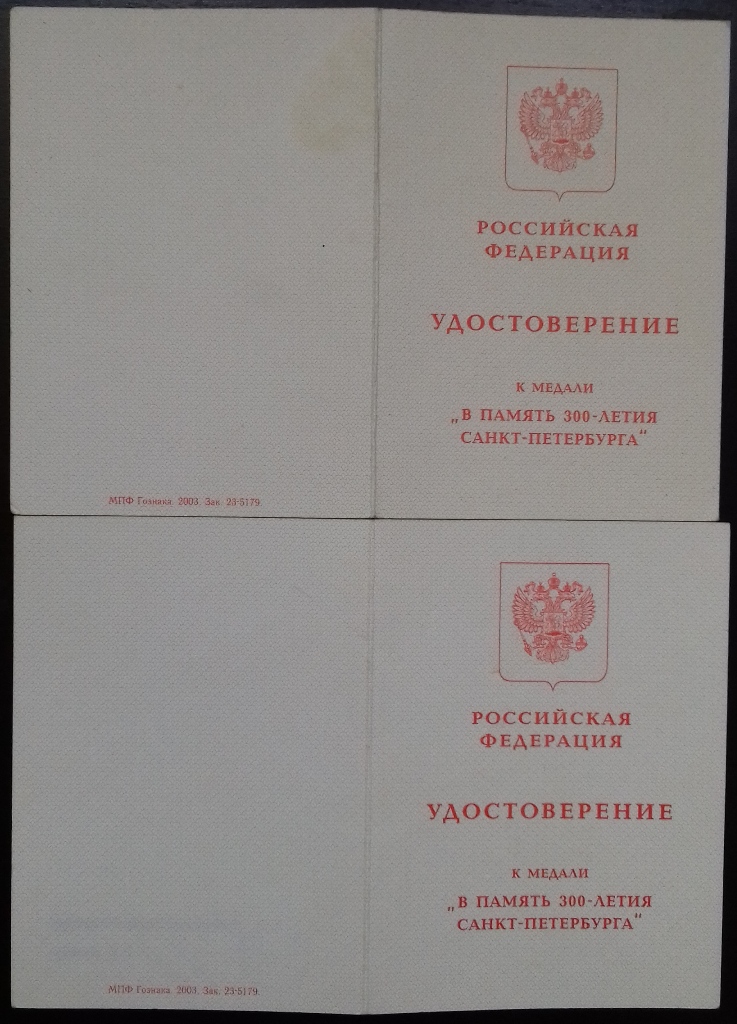 РОССИЙСКАЯ
ФЕДЕРАЦИЯ
УДОСТОВЕРЕНИЕ
К МЕДАЛИ
„В ПАМЯТЬ 300-ЛЕТИЯ
САНКТ-ПЕТЕРБУРГА“
МПФ Гознака. 2003. Зак. 23-5179.
РОССИЙСКАЯ
ФЕДЕРАЦИЯ
УДОСТОВЕРЕНИЕ
К МЕДАЛИ
„В ПАМЯТЬ 300-ЛЕТИЯ
САНКТ-ПЕТЕРБУРГА“
МПФ Гознака. 2003. Зак. 23-5179.